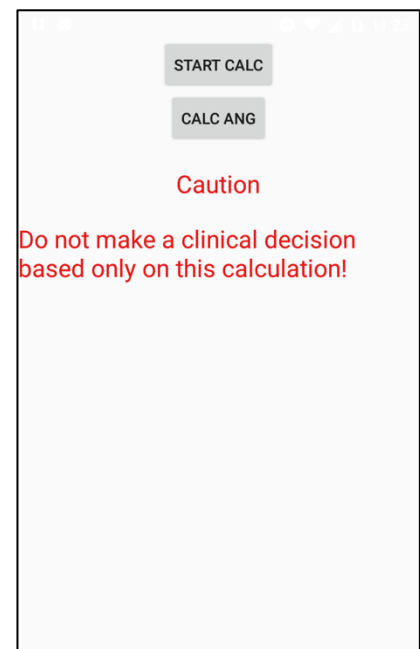 START CALC
CALC ANG
Caution
Do not make a clinical decision
based only on this calculation!